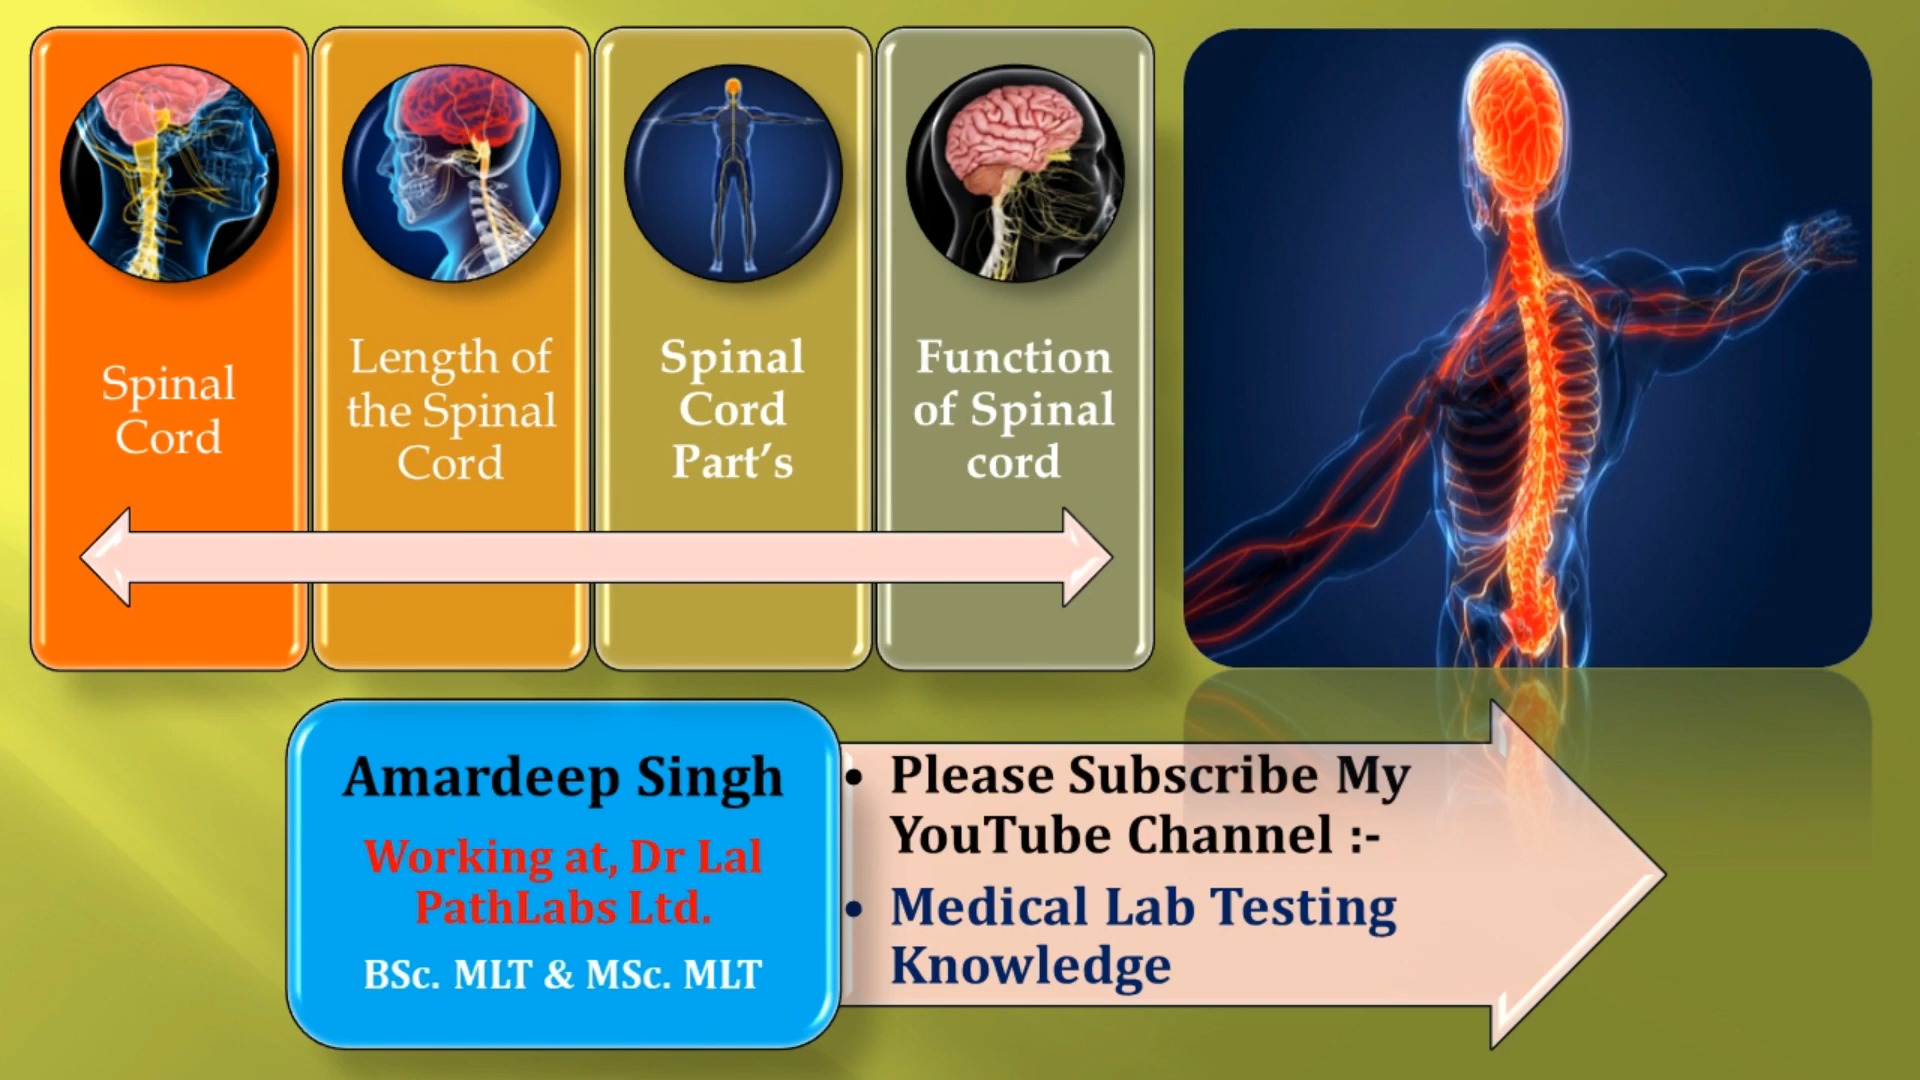 Spinal
Cord
Length of
the Spinal
Cord
Spinal
Cord
Part’s
Function
of Spinal
cord
Amardeep Singh
Working at, Dr Lal
PathLabs Ltd.
BSc. MLT & MSc. MLT
• Please Subscribe My
YouTube Channel :-
• Medical Lab Testing
Knowledge